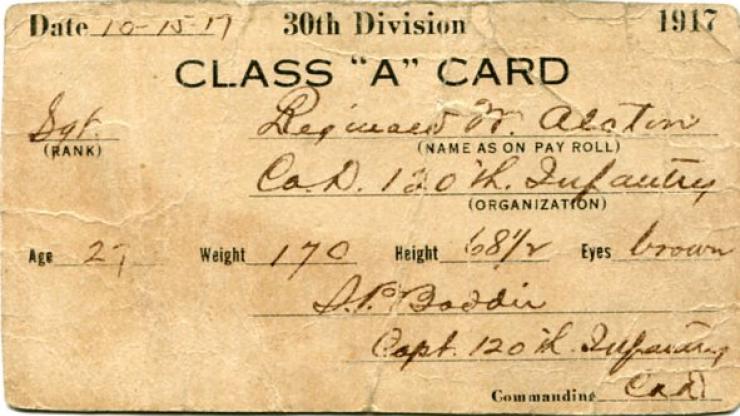 Date 10-15-17 30th Division 1917
CLASS "A" CARD
Sgt. Reginald W. Alston
(RANK) (NAME AS ON PAY ROLL)
Co. D. 120th. Infantry
(ORGANIZATION)
Age 27 Weight 170 Height 68 1/2 Eyes brown
Capt. 120th. Infantry
Commanding Co D